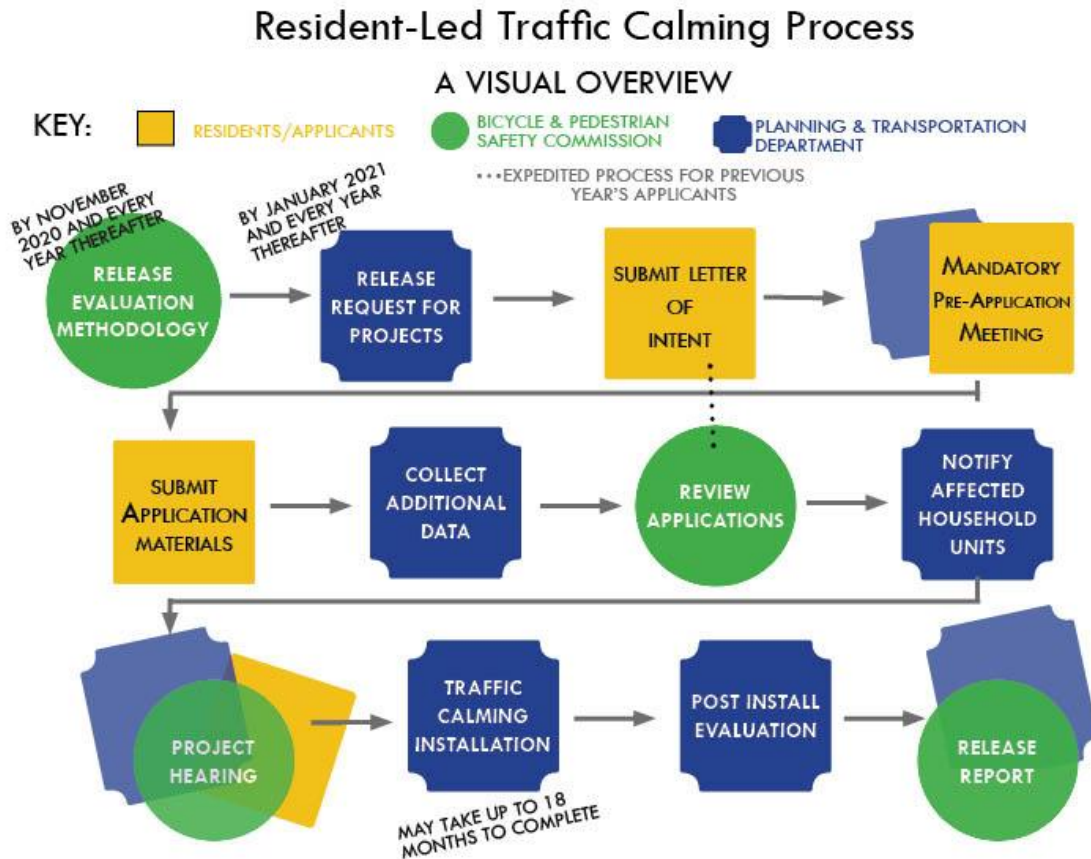 Resident-Led Traffic Calming Process
A VISUAL OVERVIEW
KEY:
RESIDENTS/APPLICANTS
BICYCLE & PEDESTRIAN
SAFETY COMMISSION
PLANNING & TRANSPORTATION
DEPARTMENT
•••EXPEDITED PROCESS FOR PREVIOUS
YEAR'S APPLICANTS
BY NOVEMBER
2020 AND EVERY
YEAR THEREAFTER
RELEASE
EVALUATION
METHODOLOGY
BY JANUARY 2021
AND EVERY YEAR
THEREAFTER
RELEASE
REQUEST FOR
PROJECTS
SUBMIT LETTER
OF
INTENT
MANDATORY
PRE-APPLICATION
MEETING
SUBMIT
APPLICATION
MATERIALS
COLLECT
ADDITIONAL
DATA
REVIEW
APPLICATIONS
NOTIFY
AFFECTED
HOUSEHOLD
UNITS
PROJECT
HEARING
TRAFFIC
CALMING
INSTALLATION
MAY TAKE UP TO 18
MONTHS TO COMPLETE
POST INSTALL
EVALUATION
RELEASE
REPORT